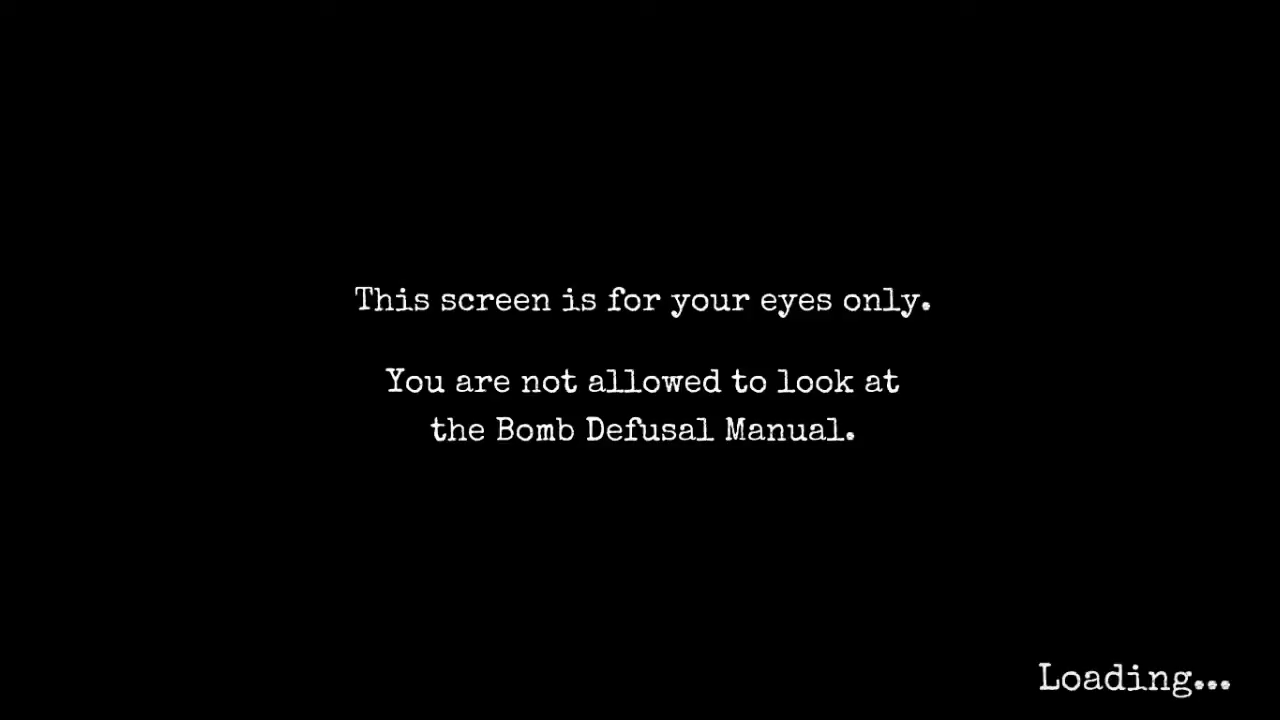 This screen is for your eyes only.
You are not allowed to look at
the Bomb Defusal Manual.
Loading...